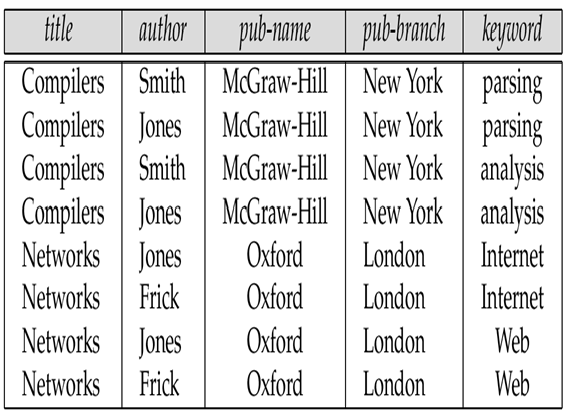 title author pub-name pub-branch keyword
Compilers Smith McGraw-Hill New York parsing
Compilers Jones McGraw-Hill New York parsing
Compilers Smith McGraw-Hill New York analysis
Compilers Jones McGraw-Hill New York analysis
Networks Jones Oxford London Internet
Networks Frick Oxford London Internet
Networks Jones Oxford London Web
Networks Frick Oxford London Web